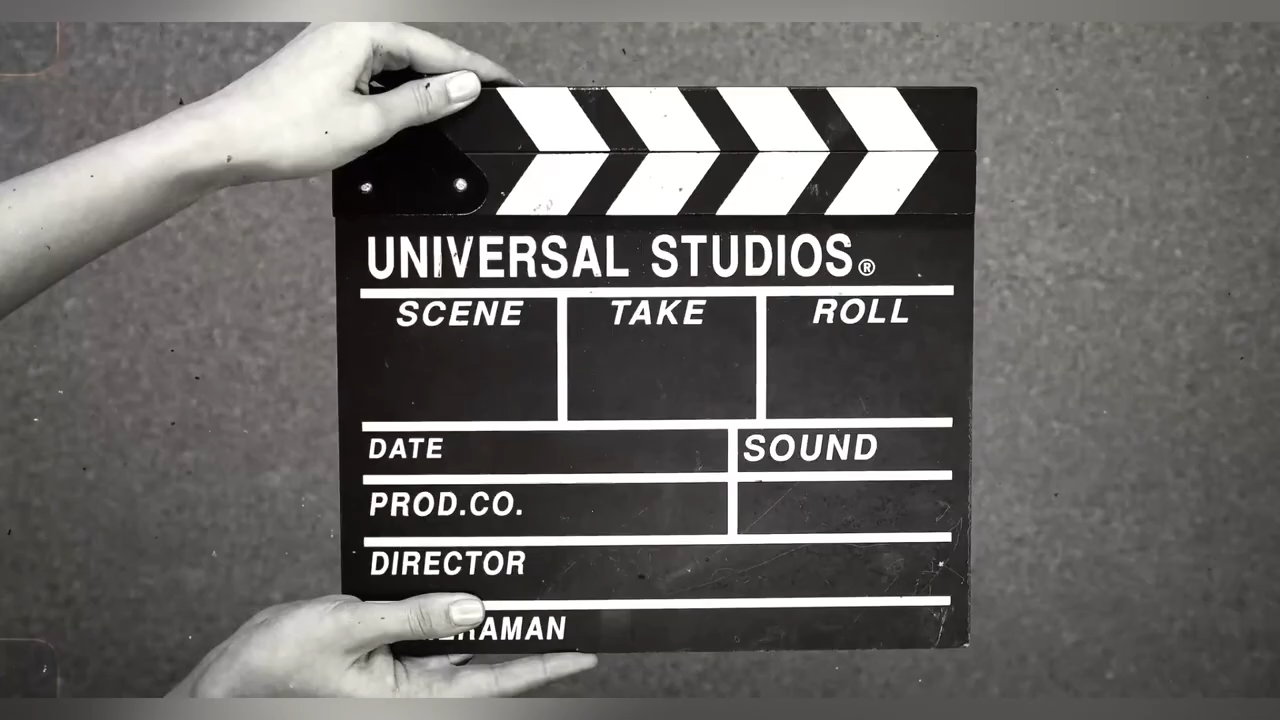 UNIVERSAL STUDIOS®
SCENE TAKE ROLL
DATE SOUND
PROD.CO.
DIRECTOR
ERAMAN